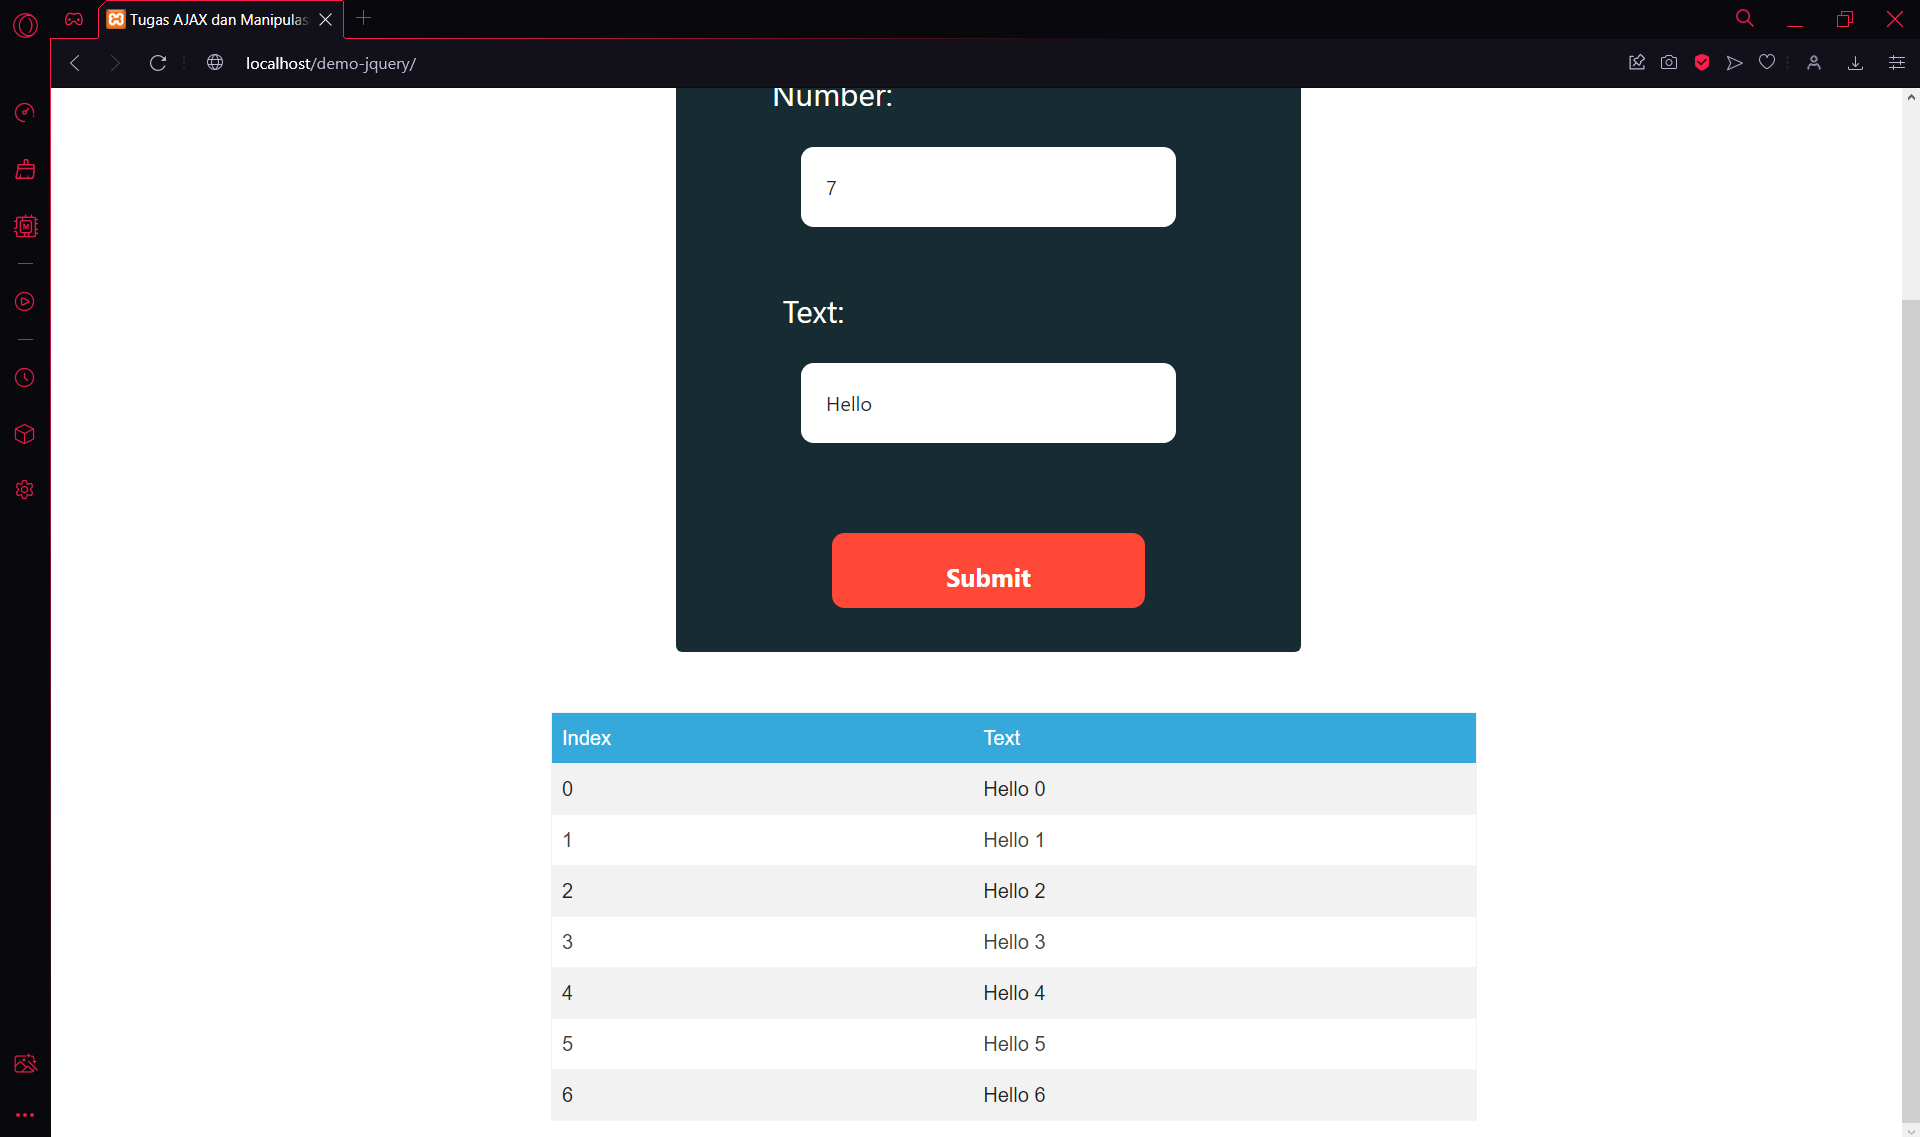 Tugas AJAX dan Manipulas
localhost/demo-jquery/
Number:
7
Text:
Hello
Submit
Index Text
0 Hello 0
1 Hello 1
2 Hello 2
3 Hello 3
4 Hello 4
5 Hello 5
6 Hello 6